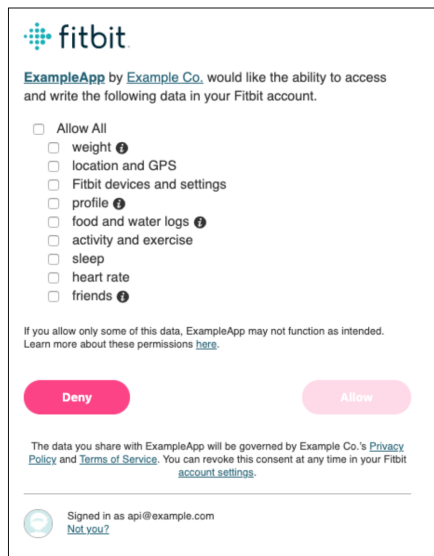 fitbit
ExampleApp by Example Co. would like the ability to access
and write the following data in your Fitbit account.
Allow All
weight
location and GPS
Fitbit devices and settings
profile
food and water logs
activity and exercise
sleep
heart rate
friends
If you allow only some of this data, ExampleApp may not function as intended.
Learn more about these permissions here.
Deny
Allow
The data you share with ExampleApp will be governed by Example Co.'s Privacy
Policy and Terms of Service. You can revoke this consent at any time in your Fitbit
account settings.
Signed in as api@example.com
Not you?